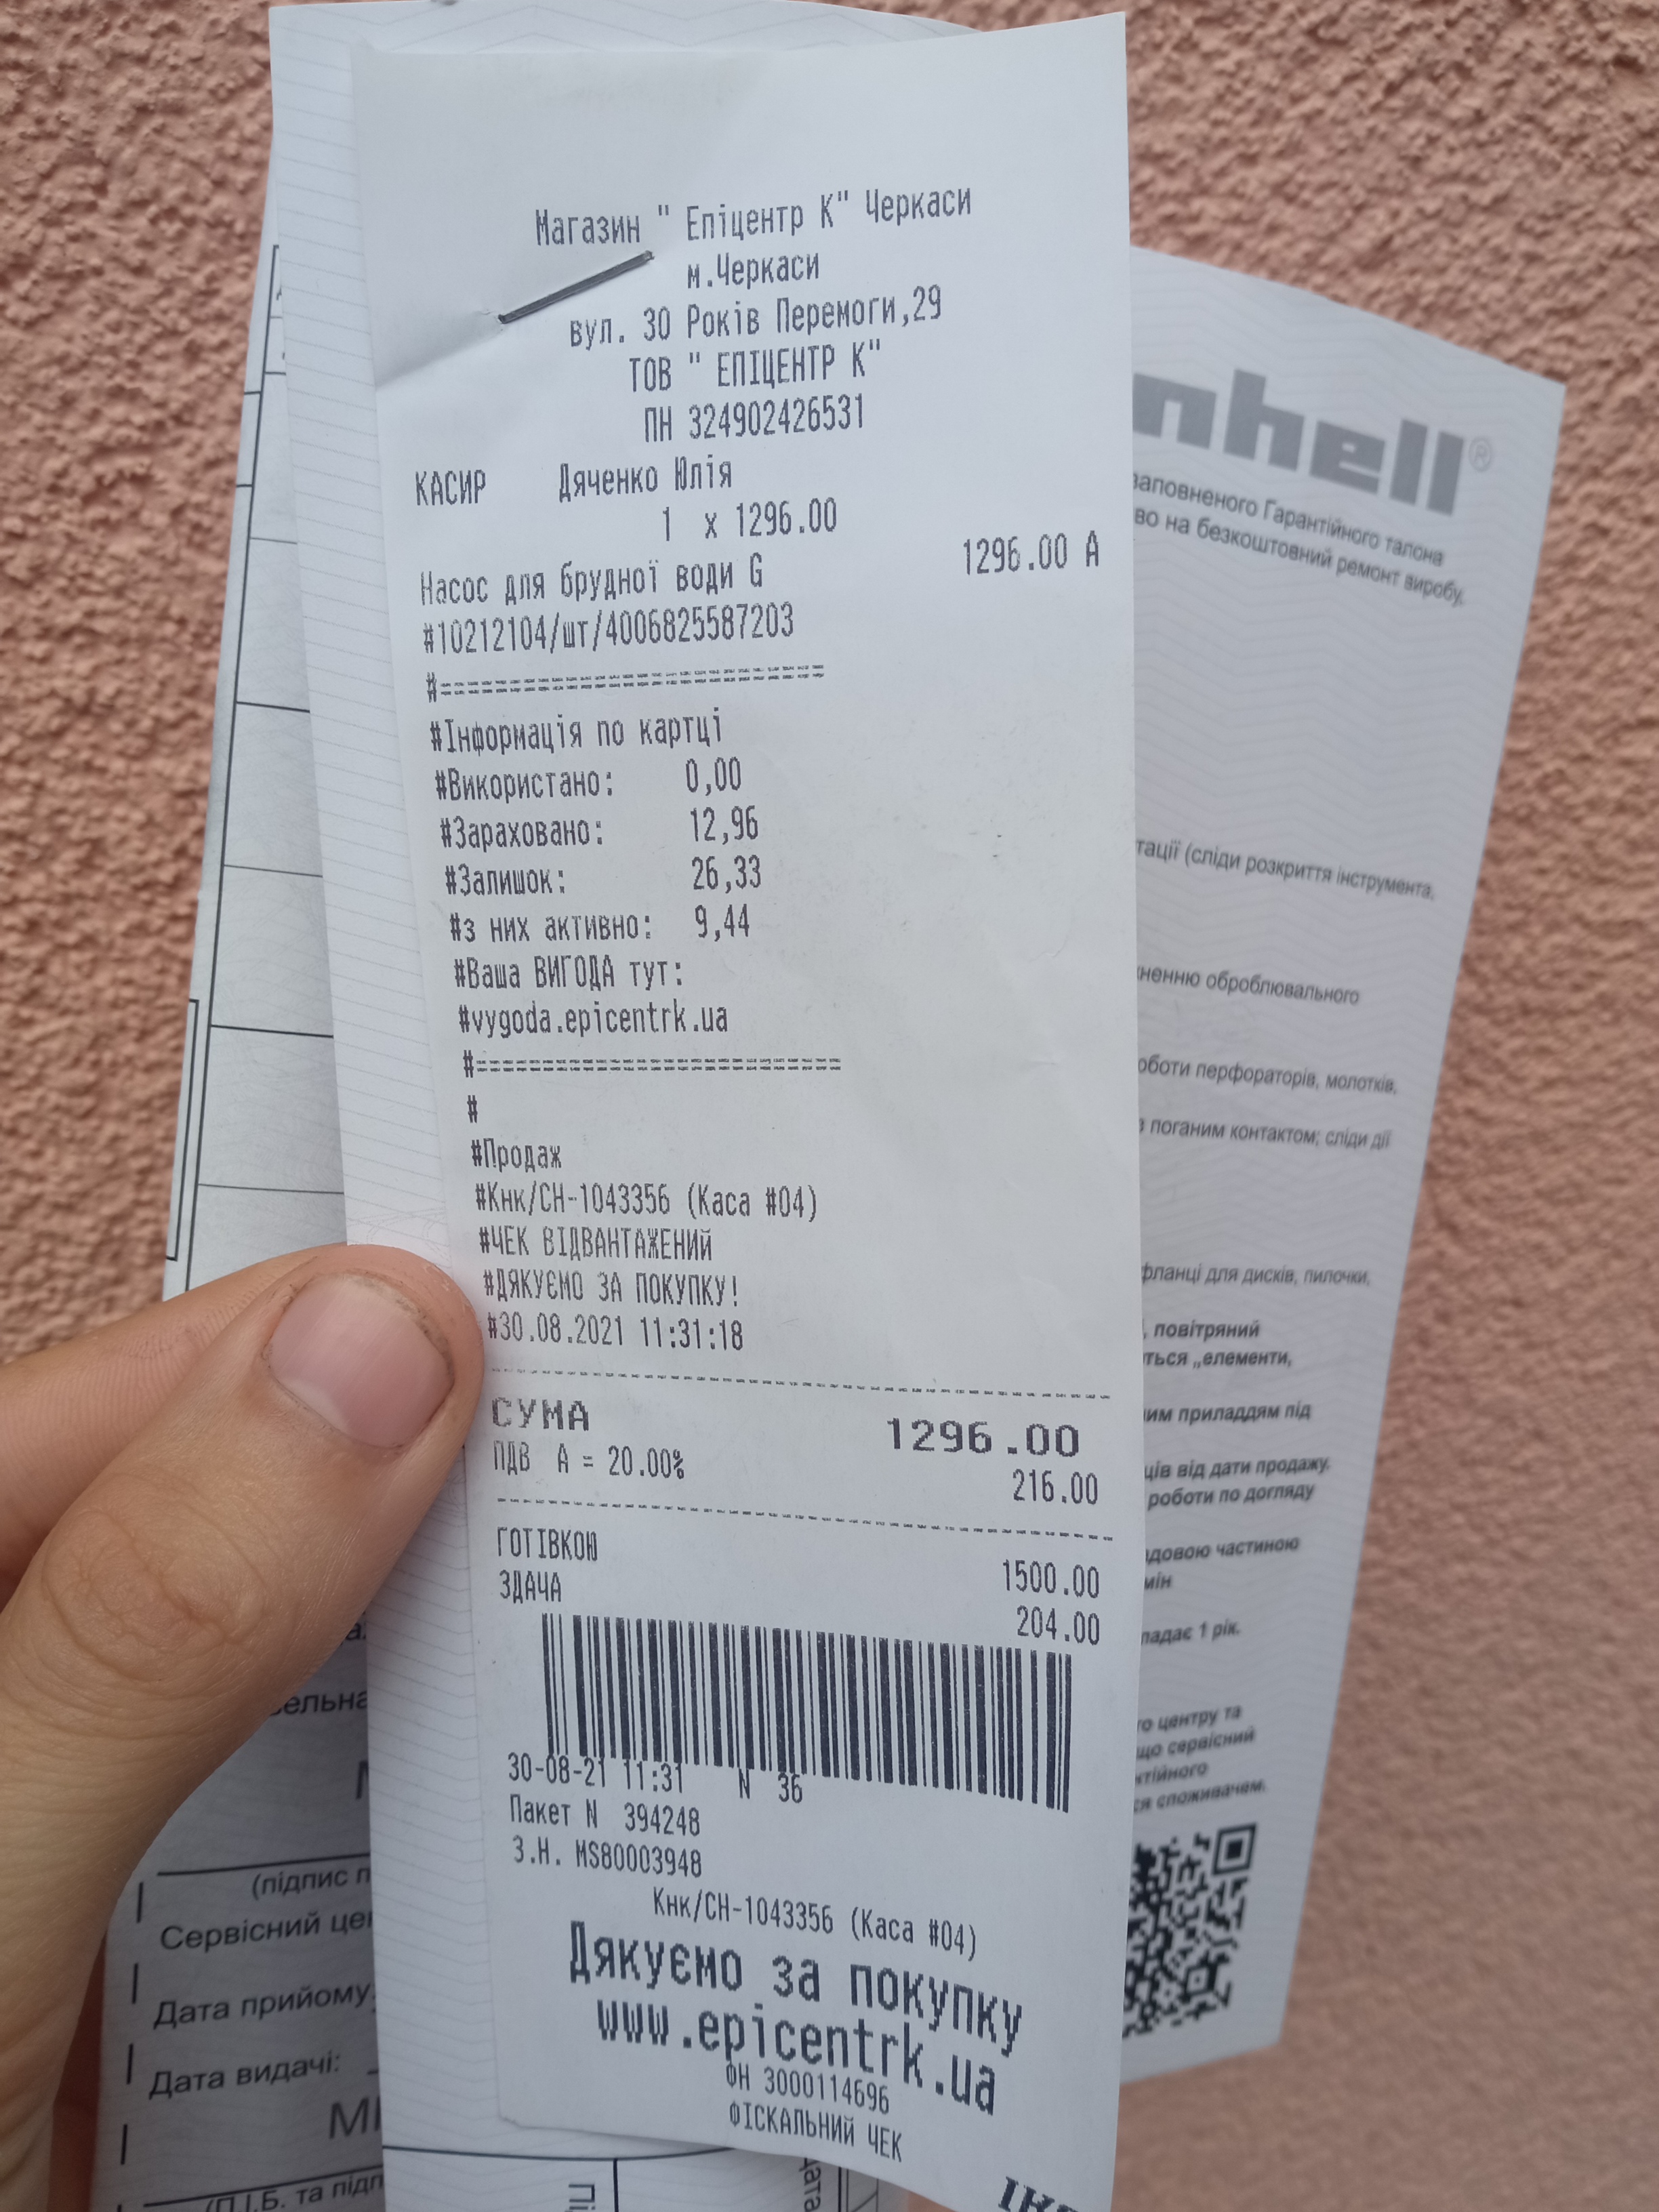 Магазин " Епіцентр К" Черкаси
м.Черкаси
вул. 30 Років Перемоги,29
ТОВ " ЕПІЦЕНТР К"
ПН 324902426531
КАСИР Дяченко Юлія
1 x 1296.00
Насос для брудної води G 1296.00 А
#10212104/шт/4006825587203
#================================
#Інформація по картці
#Використано: 0,00
#Зараховано: 12,96
#Залишок: 26,33
#з них активно: 9,44
#Ваша ВИГОДА тут:
#vygoda.epicentrk.ua
#================================
#
#Продаж
#Кнк/СН-1043356 (Каса #04)
#ЧЕК ВІДВАНТАЖЕНИЙ
#ДЯКУЄМО ЗА ПОКУПКУ!
#30.08.2021 11:31:18
СУМА 1296.00
ПДВ А = 20.00% 216.00
ГОТІВКОЮ 1500.00
ЗДАЧА 204.00
30-08-21 11:31 N 36
Пакет N 394248
З.Н. MS80003948
Кнк/СН-1043356 (Каса #04)
Дякуємо за покупку
www.epicentrk.ua
ФН 3000114696
ФІСКАЛЬНИЙ ЧЕК
nhell®
заповненого Гарантійного талона
во на безкоштовний ремонт виробу.
тації (сліди розкриття інструмента,
оброблювального
оботи перфораторів, молотків,
з поганим контактом; сліди дії
фланці для дисків, пилочки,
, повітряний
ться „елементи,
им приладдям під
ців від дати продажу.
роботи по догляду
довою частиною
мін
ладає 1 рік.
го центру та
що сервісний
нтійного
ся споживачем.
(підпис п
Сервісний це
Дата прийому:
Дата видачі:
(П.І.Б. та підп